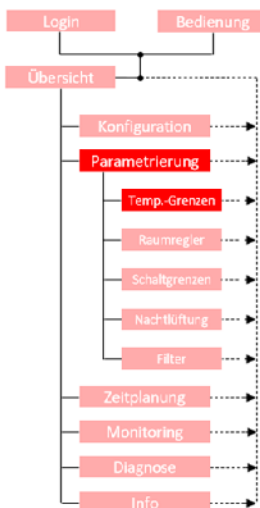 Login
Bedienung
Übersicht
Konfiguration
Parametrierung
Temp.-Grenzen
Raumregler
Schaltgrenzen
Nachtlüftung
Filter
Zeitplanung
Monitoring
Diagnose
Info